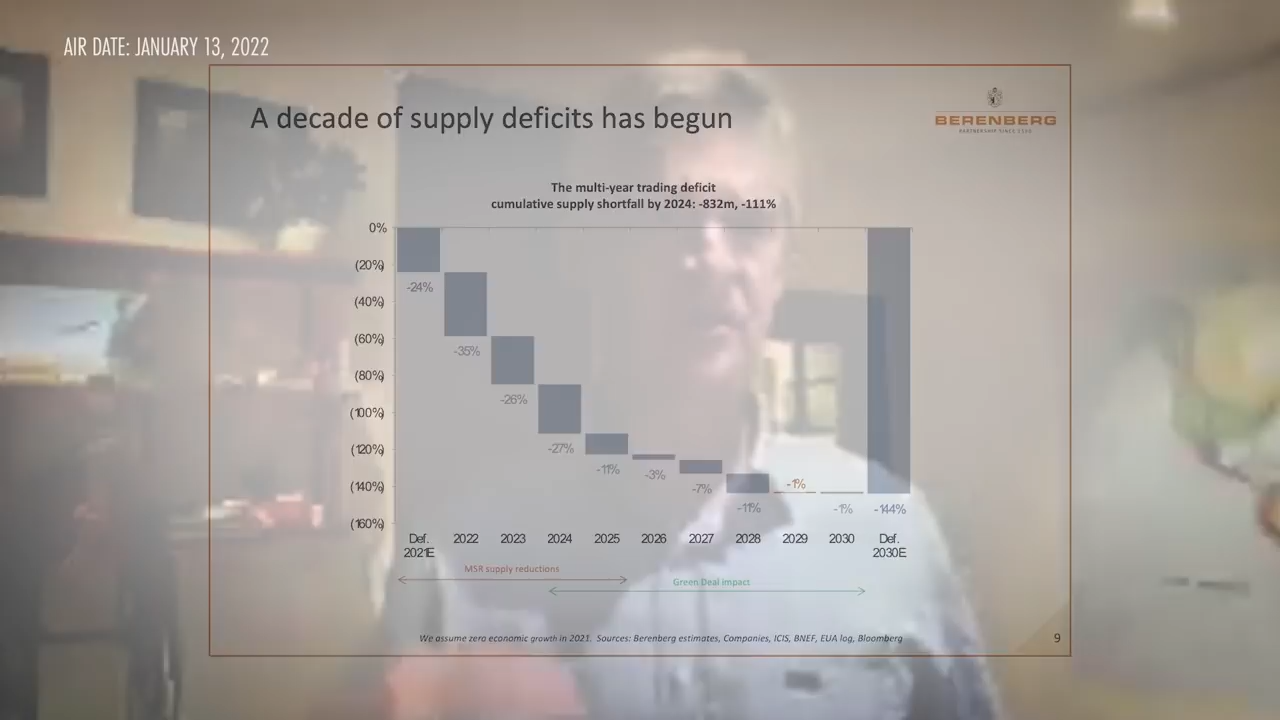 AIR DATE: JANUARY 13, 2022
A decade of supply deficits has begun
BERENBERG
PARTNERSHIP SINCE 1590
The multi-year trading deficit
cumulative supply shortfall by 2024: -832m, -111%
0%
(20%)
(40%)
(60%)
(80%)
(100%)
(120%)
(140%)
(160%)
-24%
-35%
-26%
-27%
-11%
-3%
-7%
-11%
-1%
-1%
-144%
Def. 2022 2023 2024 2025 2026 2027 2028 2029 2030 Def.
2021E 2030E
MSR supply reductions
Green Deal impact
We assume zero economic growth in 2021. Sources: Berenberg estimates, Companies, ICIS, BNEF, EUA log, Bloomberg
9